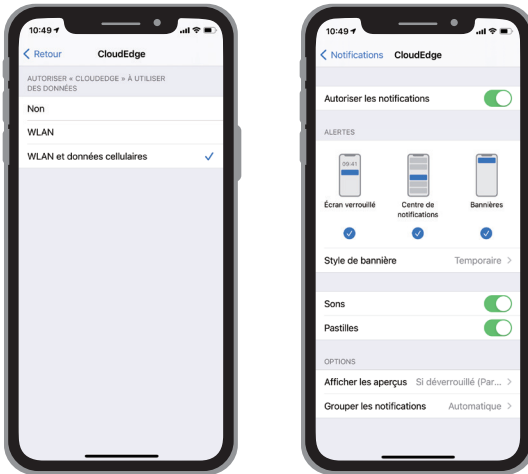 10:49
Retour
CloudEdge
AUTORISER « CLOUDEDGE » À UTILISER
DES DONNÉES
Non
WLAN
WLAN et données cellulaires
10:49
Notifications
CloudEdge
Autoriser les notifications
ALERTES
09:41
Écran verrouillé
Centre de
notifications
Bannières
Style de bannière
Temporaire
Sons
Pastilles
OPTIONS
Afficher les aperçus
Si déverrouillé (Par...
Grouper les notifications
Automatique